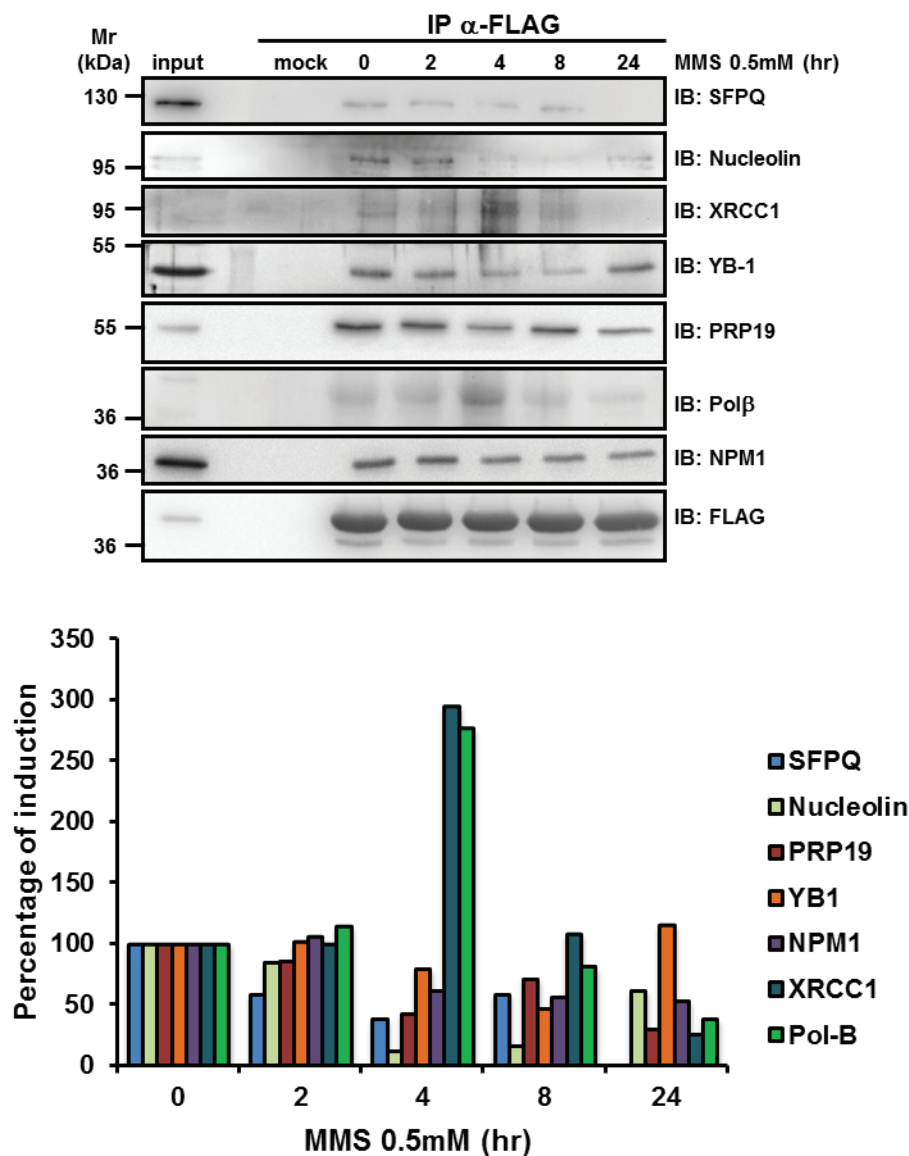 IP α-FLAG
Mr
(kDa) input mock 0 2 4 8 24 MMS 0.5mM (hr)
130 IB: SFPQ
95 IB: Nucleolin
95 IB: XRCC1
55 IB: YB-1
55 IB: PRP19
36 IB: Polβ
36 IB: NPM1
36 IB: FLAG
Percentage of induction
350
300
250
200
150
100
50
0
0 2 4 8 24
MMS 0.5mM (hr)
SFPQ
Nucleolin
PRP19
YB1
NPM1
XRCC1
Pol-B